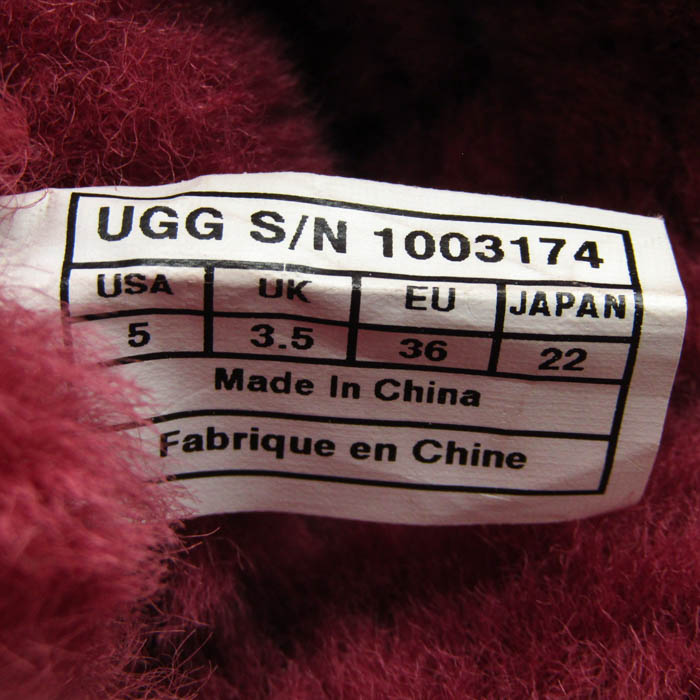 UGG S/N 1003174
USA UK EU JAPAN
5 3.5 36 22
Made In China
Fabrique en Chine